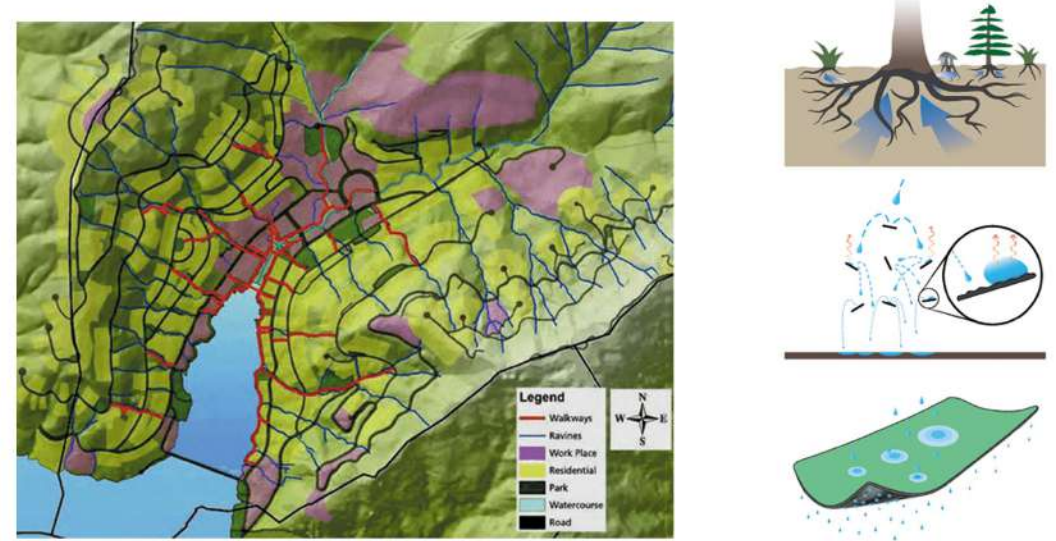 Legend
Walkways
Ravines
Work Place
Residential
Park
Watercourse
Road
N
W E
S